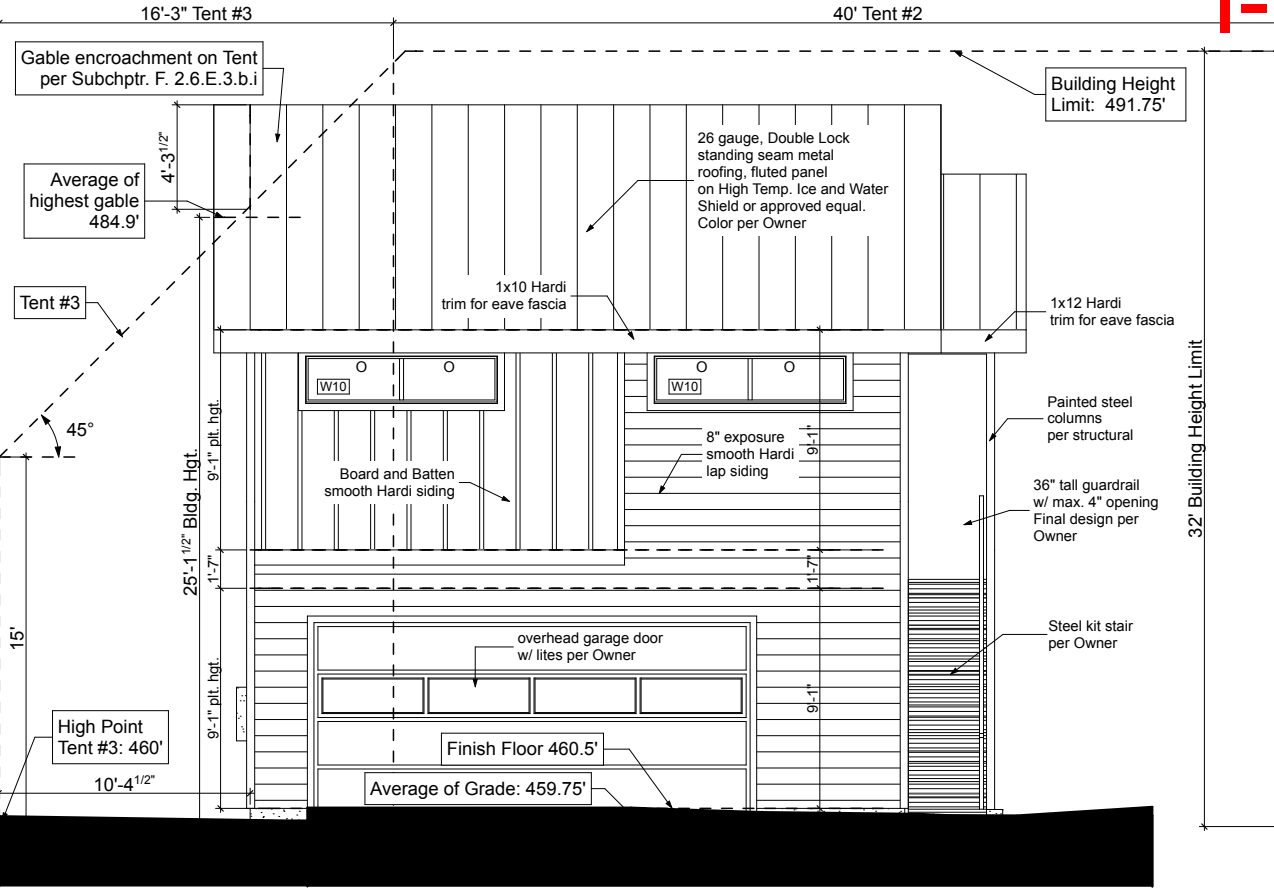 16'-3" Tent #3
40' Tent #2
Gable encroachment on Tent
per Subchptr. F. 2.6.E.3.b.i
Building Height
Limit: 491.75'
4'-3 1/2"
26 gauge, Double Lock
standing seam metal
roofing, fluted panel
on High Temp. Ice and Water
Shield or approved equal.
Color per Owner
Average of
highest gable
484.9'
Tent #3
1x10 Hardi
trim for eave fascia
1x12 Hardi
trim for eave fascia
O
O
W10
O
O
W10
45°
9'-1" plt. hgt.
25'-1 1/2" Bldg. Hgt.
Board and Batten
smooth Hardi siding
8" exposure
smooth Hardi
lap siding
9'-1"
Painted steel
columns
per structural
36" tall guardrail
w/ max. 4" opening
Final design per
Owner
32' Building Height Limit
1'-7"
1'-7"
15'
9'-1" plt. hgt.
overhead garage door
w/ lites per Owner
9'-1"
Steel kit stair
per Owner
High Point
Tent #3: 460'
Finish Floor 460.5'
10'-4 1/2"
Average of Grade: 459.75'